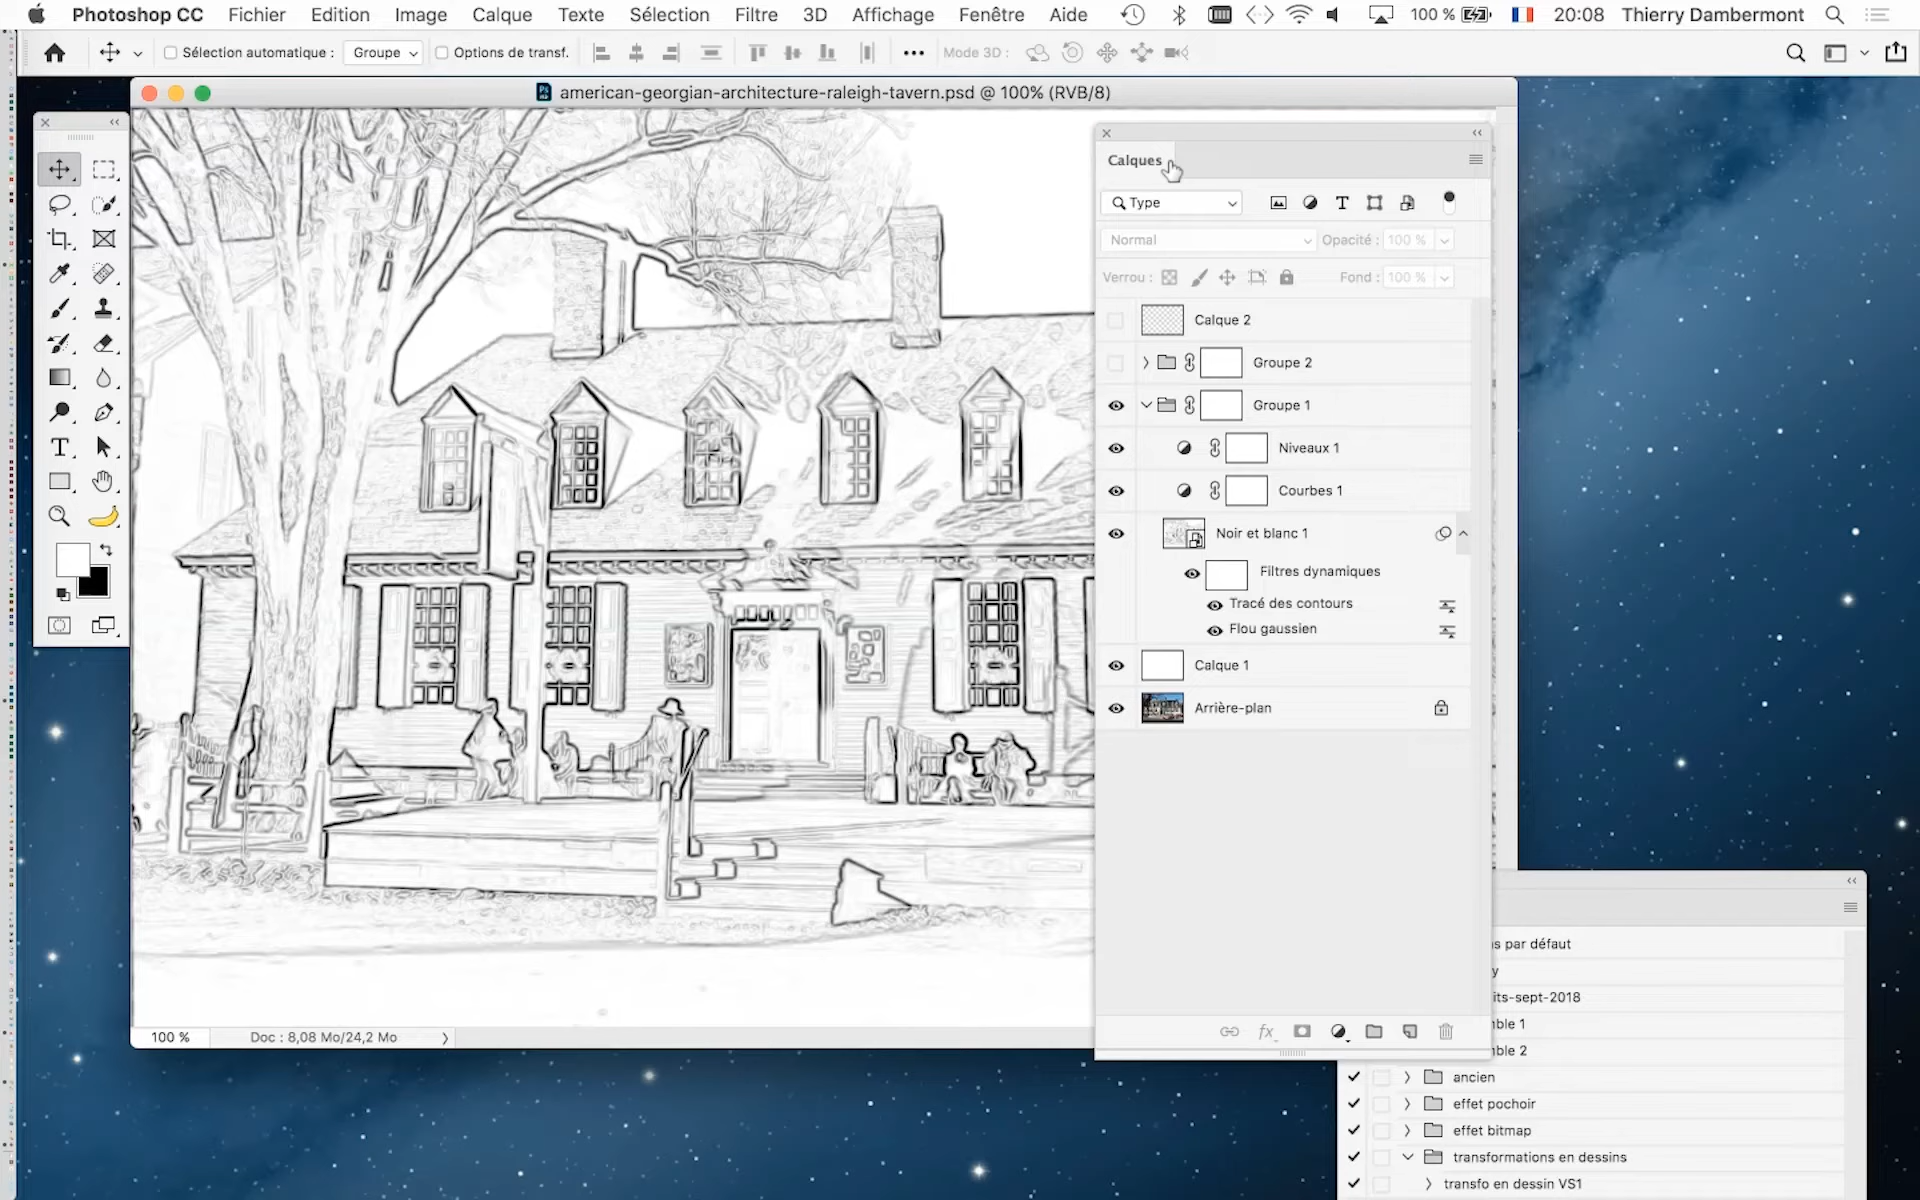 Photoshop CC Fichier Edition Image Calque Texte Sélection Filtre 3D Affichage Fenêtre Aide 100 % 20:08 Thierry Dambermont
Sélection automatique : Groupe Options de transf. Mode 3D :
american-georgian-architecture-raleigh-tavern.psd @ 100% (RVB/8)
Calques
Type
Normal Opacité : 100 %
Verrou : Fond : 100 %
Calque 2
Groupe 2
Groupe 1
Niveaux 1
Courbes 1
Noir et blanc 1
Filtres dynamiques
Tracé des contours
Flou gaussien
Calque 1
Arrière-plan
fx
100 % Doc : 8,08 Mo/24,2 Mo
s par défaut
y
its-sept-2018
ble 1
ble 2
ancien
effet pochoir
effet bitmap
transformations en dessins
transfo en dessin VS1